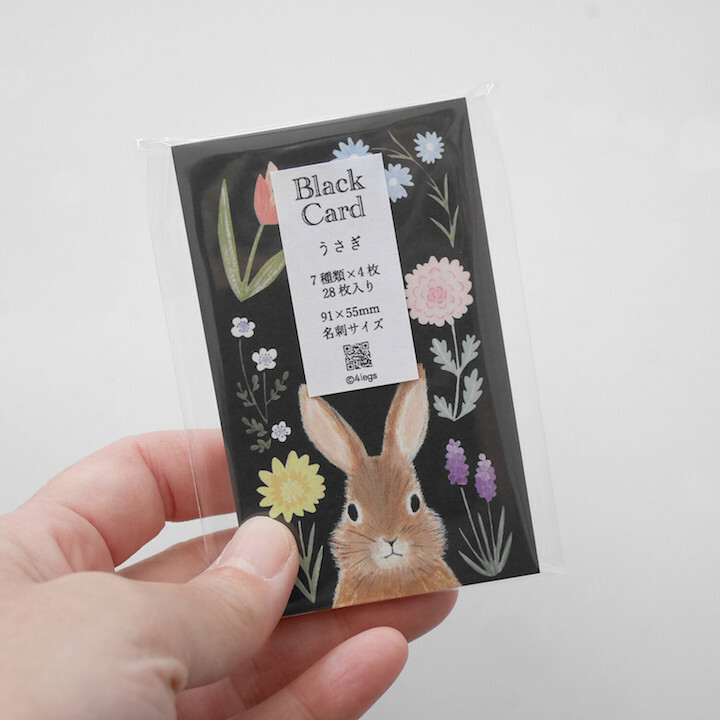 Black
Card
うさぎ
7種類×4枚
28枚入り
91×55mm
名刺サイズ
©4legs